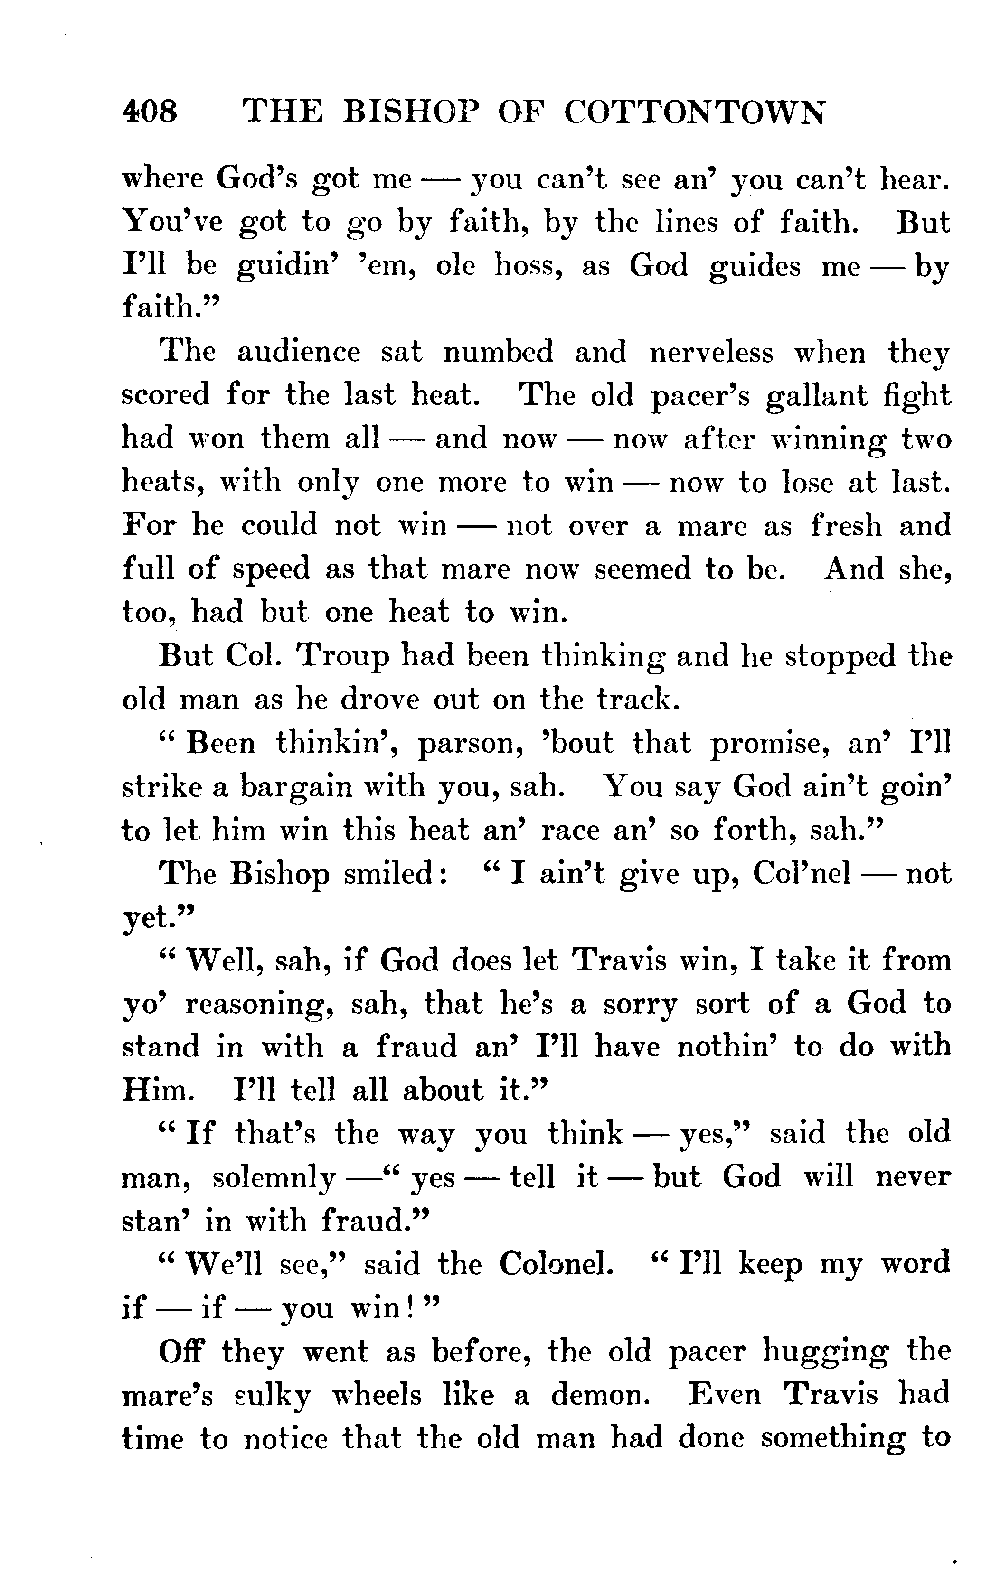 408 THE BISHOP OF COTTONTOWN
where God's got me — you can't see an' you can't hear.
You've got to go by faith, by the lines of faith. But
I'll be guidin' 'em, ole hoss, as God guides me — by
faith."
The audience sat numbed and nerveless when they
scored for the last heat. The old pacer's gallant fight
had won them all — and now — now after winning two
heats, with only one more to win — now to lose at last.
For he could not win — not over a mare as fresh and
full of speed as that mare now seemed to be. And she,
too, had but one heat to win.
But Col. Troup had been thinking and he stopped the
old man as he drove out on the track.
" Been thinkin', parson, 'bout that promise, an' I'll
strike a bargain with you, sah. You say God ain't goin'
to let him win this heat an' race an' so forth, sah."
The Bishop smiled: " I ain't give up, Col'nel — not
yet."
" Well, sah, if God does let Travis win, I take it from
yo' reasoning, sah, that he's a sorry sort of a God to
stand in with a fraud an' I'll have nothin' to do with
Him. I'll tell all about it."
" If that's the way you think — yes," said the old
man, solemnly —" yes — tell it — but God will never
stan' in with fraud."
" We'll see," said the Colonel. " I'll keep my word
if — if — you win! "
Off they went as before, the old pacer hugging the
mare's sulky wheels like a demon. Even Travis had
time to notice that the old man had done something to